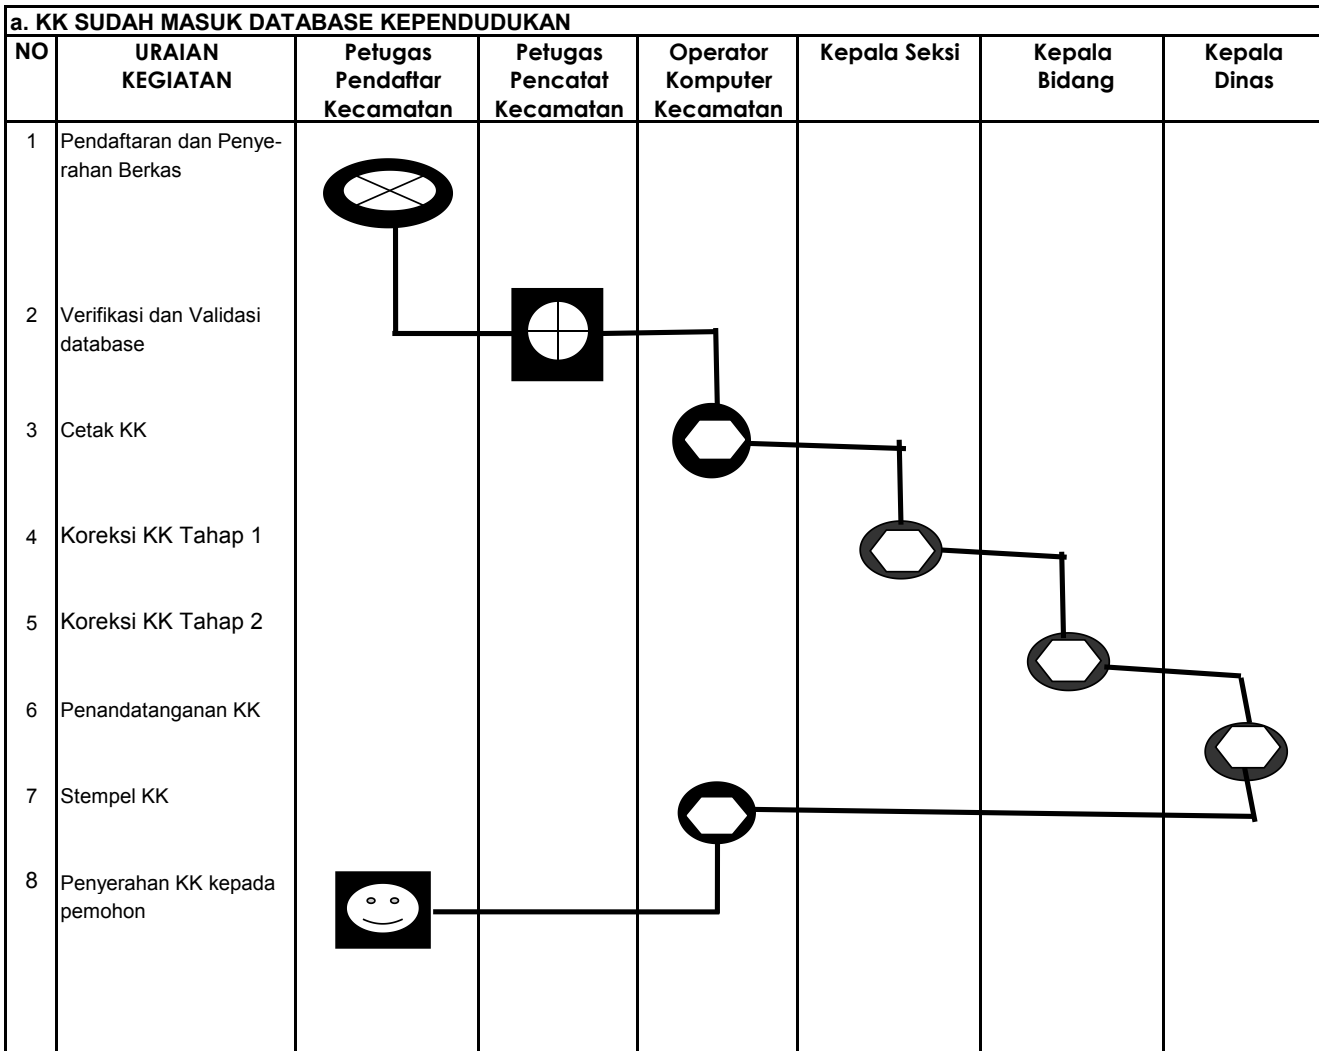 a. KK SUDAH MASUK DATABASE KEPENDUDUKAN
NO
URAIAN
KEGIATAN
Petugas
Pendaftar
Kecamatan
Petugas
Pencatat
Kecamatan
Operator
Komputer
Kecamatan
Kepala Seksi
Kepala
Bidang
Kepala
Dinas
1
Pendaftaran dan Penye-
rahan Berkas
2
Verifikasi dan Validasi
database
3
Cetak KK
4
Koreksi KK Tahap 1
5
Koreksi KK Tahap 2
6
Penandatanganan KK
7
Stempel KK
8
Penyerahan KK kepada
pemohon